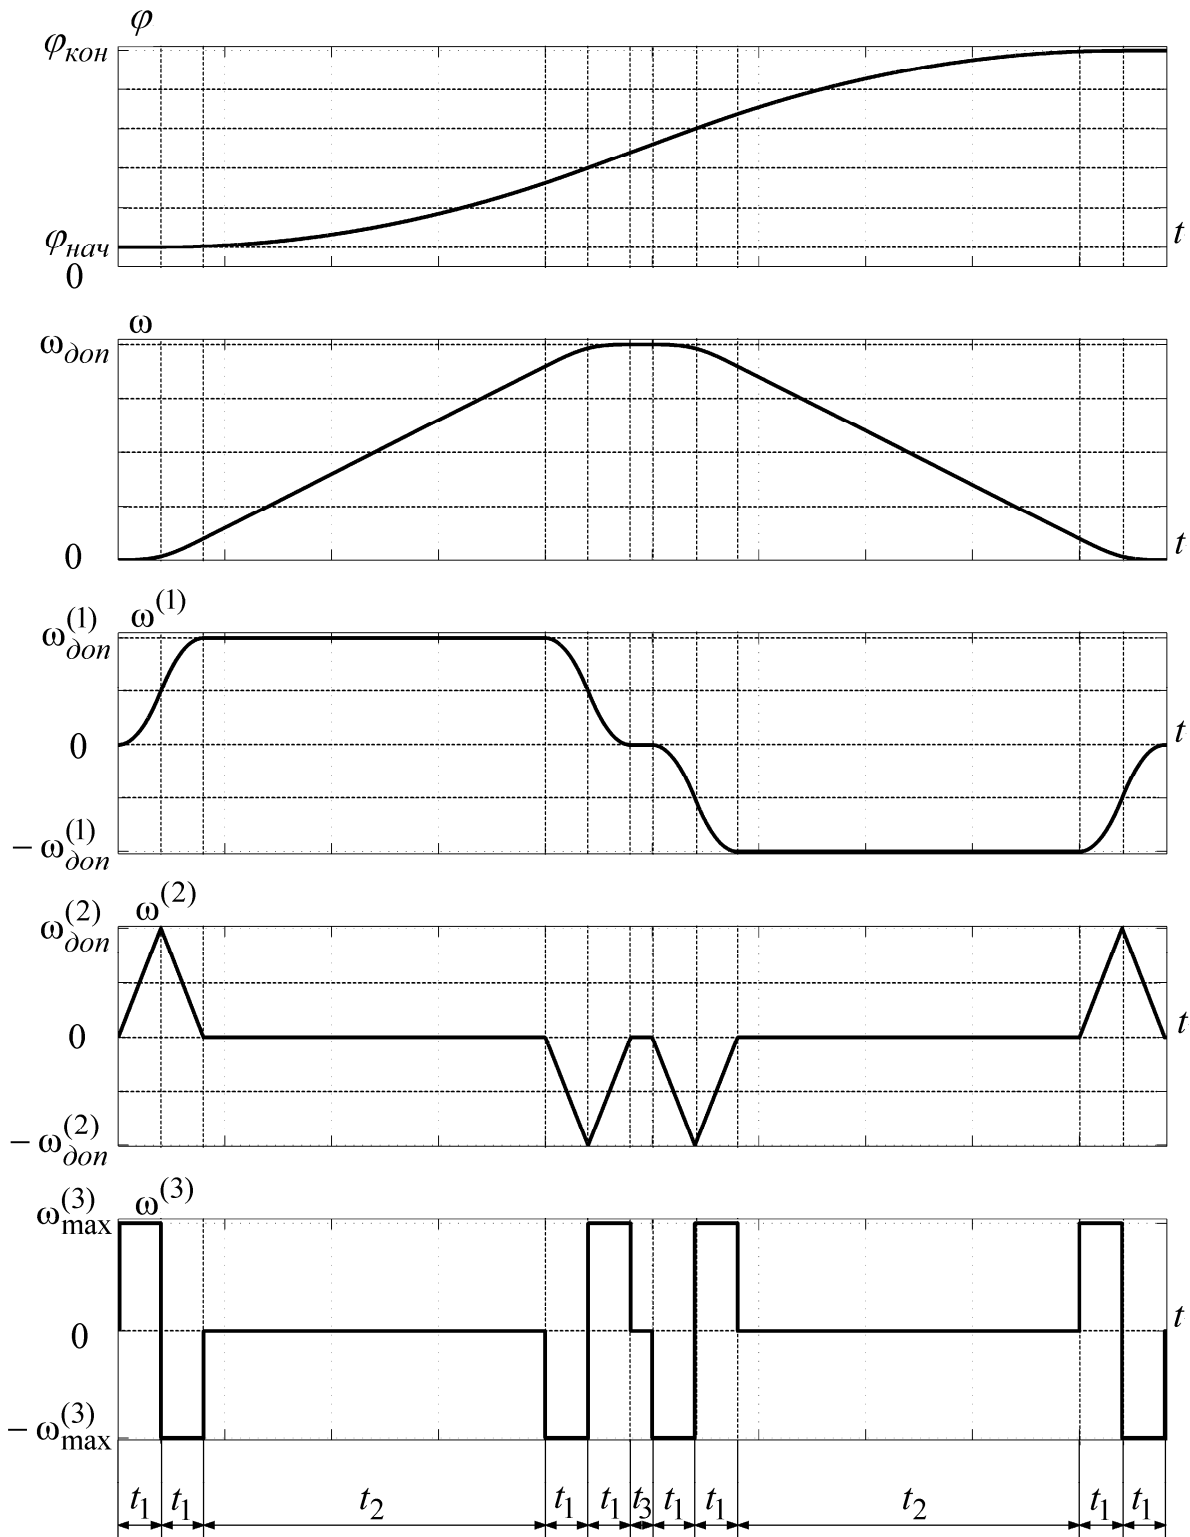 φ
φкон
φнач
t
0
ω
ωдоп
0
t
ω(1)
ω(1)доп
t
0
−ω(1)доп
ω(2)
ω(2)доп
t
0
−ω(2)доп
ω(3)
ω(3)max
t
0
−ω(3)max
t1 t1 t2 t1 t1 t3 t1 t1 t2 t1 t1